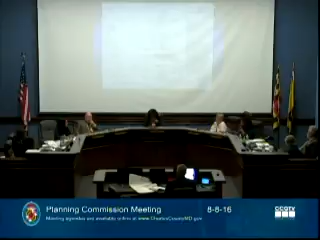 Planning Commission Meeting
8-8-16
CCGTV
Meeting agendas are available online at www.CharlesCountyMD.gov